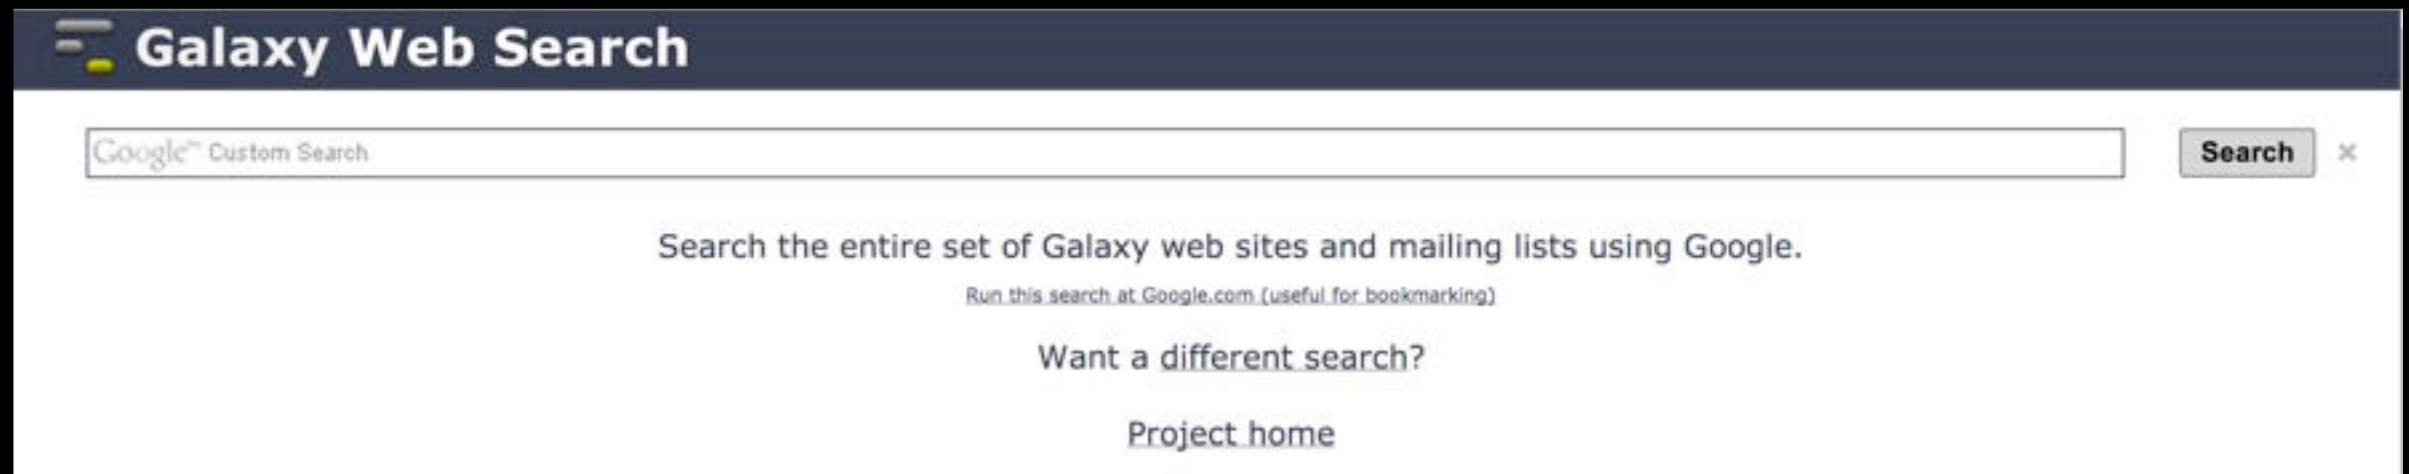 Galaxy Web Search
Google™ Custom Search
Search ×
Search the entire set of Galaxy web sites and mailing lists using Google.
Run this search at Google.com (useful for bookmarking)
Want a different search?
Project home